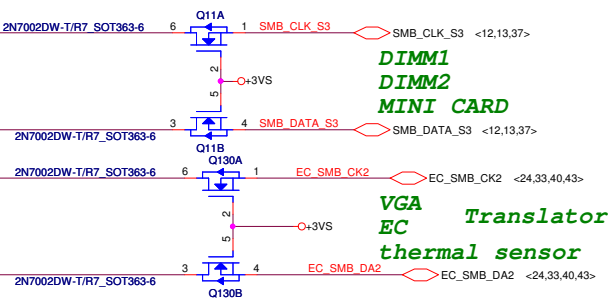 Q11A
2N7002DW-T/R7_SOT363-6 6 1 SMB_CLK_S3 SMB_CLK_S3 <12,13,37>
DIMM1
2
+3VS
DIMM2
5
MINI CARD
3 4 SMB_DATA_S3 SMB_DATA_S3 <12,13,37>
2N7002DW-T/R7_SOT363-6
Q11B
Q130A
2N7002DW-T/R7_SOT363-6 6 1 EC_SMB_CK2 EC_SMB_CK2 <24,33,40,43>
VGA
2
Translator
EC
+3VS
5
thermal sensor
3 4 EC_SMB_DA2 EC_SMB_DA2 <24,33,40,43>
2N7002DW-T/R7_SOT363-6
Q130B